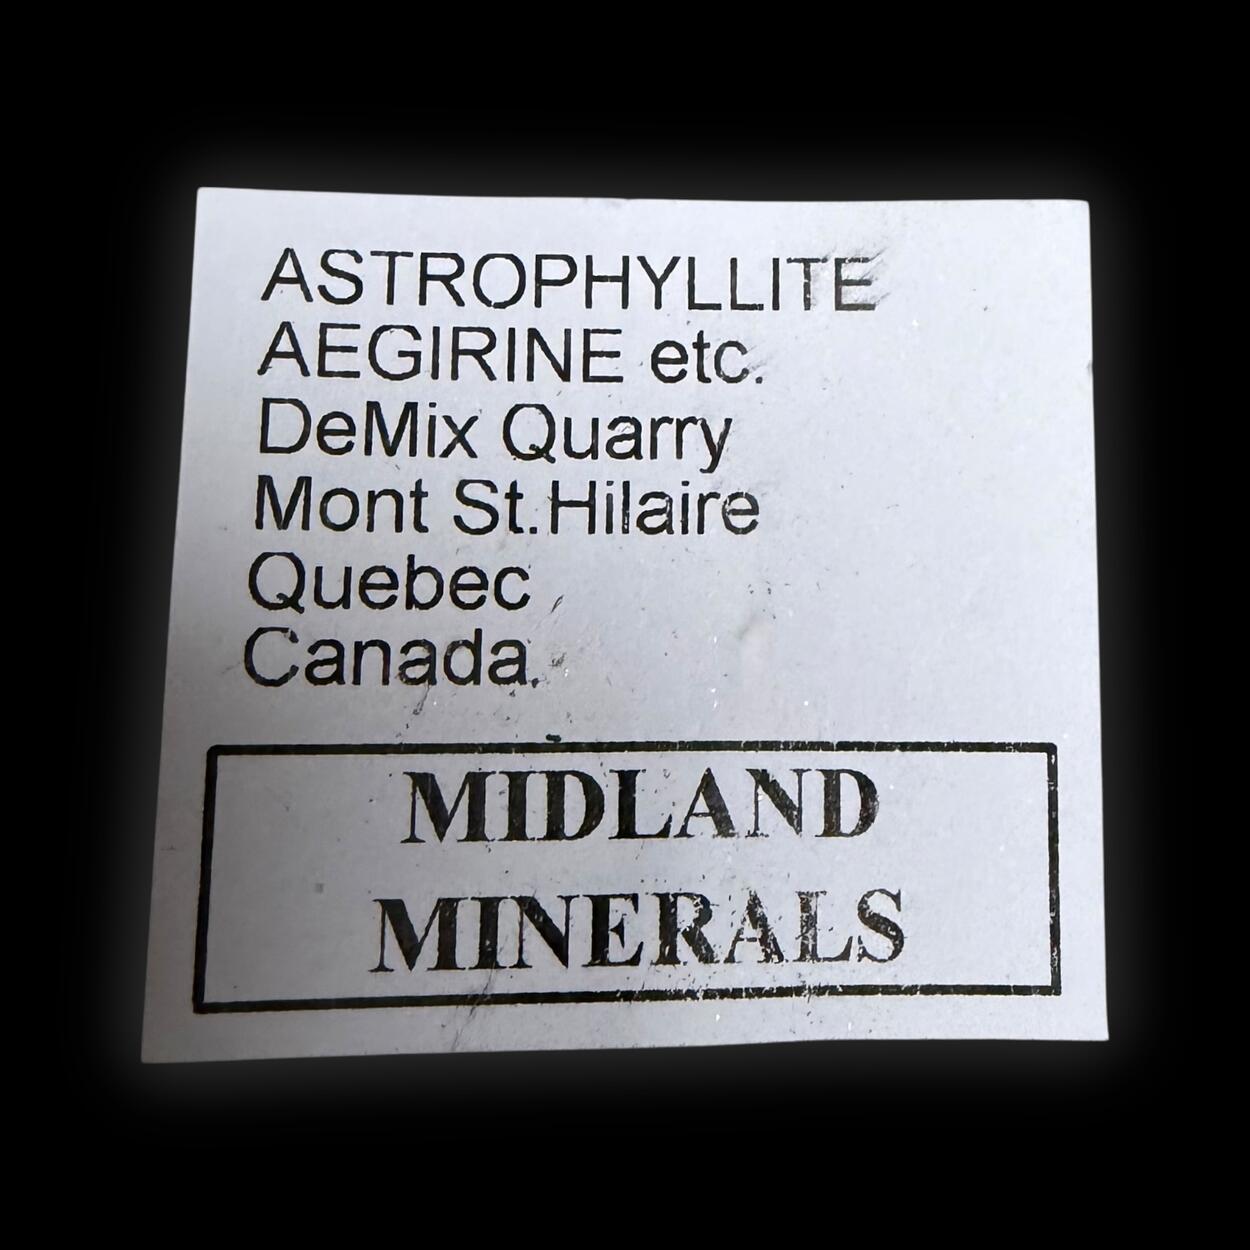 ASTROPHYLLITE
AEGIRINE etc.
DeMix Quarry
Mont St.Hilaire
Quebec
Canada.
MIDLAND
MINERALS